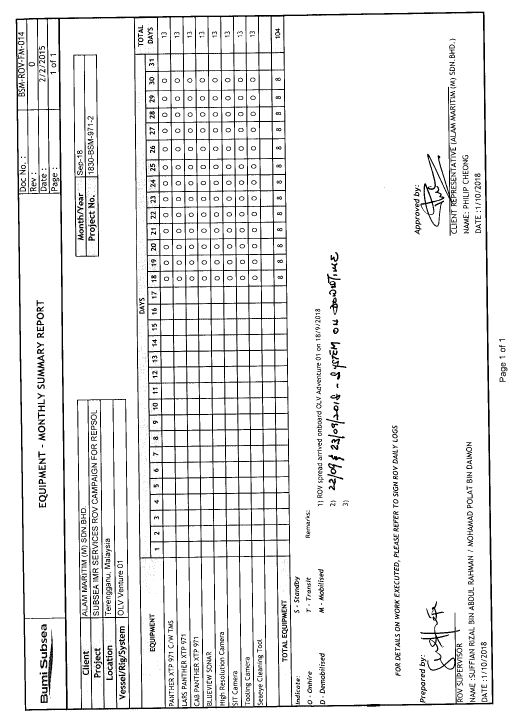 Bumi Subsea
EQUIPMENT - MONTHLY SUMMARY REPORT
Doc No. : BSM-ROV-FM-014
Rev : 0
Date : 2/2/2015
Page : 1 of 1
Client ALAM MARITIM (M) SDN BHD.
Project SUBSEA IMR SERVICES ROV CAMPAIGN FOR REPSOL
Location Terengganu, Malaysia
Vessel/Rig/System OLV Venture 01
Month/Year Sep-18
Project No. 1830-BSM-971-2
EQUIPMENT DAYS TOTAL DAYS
1 2 3 4 5 6 7 8 9 10 11 12 13 14 15 16 17 18 19 20 21 22 23 24 25 26 27 28 29 30 31
PANTHER XTP 971 C/W TMS O O O O O O O O O O O O O 13
LARS PANTHER XTP 971 O O O O O O O O O O O O O 13
CAB PANTHER XTP 971 O O O O O O O O O O O O O 13
BLUEVIEW SONAR O O O O O O O O O O O O O 13
High Resolution Camera O O O O O O O O O O O O O 13
SIT Camera O O O O O O O O O O O O O 13
Tooling Camera O O O O O O O O O O O O O 13
Seaeye Cleaning Tool O O O O O O O O O O O O O 13
TOTAL EQUIPMENT 8 8 8 8 8 8 8 8 8 8 8 8 8 104
Indicate: S - Standby
O - Onhire T - Transit
D - Demobilised M - Mobilised
Remarks: 1) ROV spread arrived onboard OLV Adventure 01 on 18/9/2018
2) 22/09 & 23/09/2018 - SYSTEM ON DOWNTIME
3)
FOR DETAILS ON WORK EXECUTED, PLEASE REFER TO SIGN ROV DAILY LOGS
Prepared by:
ROV SUPERVISOR
NAME : SUFFIAN RIZAL BIN ABDUL RAHMAN / MOHAMAD POLAT BIN DAIMON
DATE : 1/10/2018
Approved by:
CLIENT REPRESENTATIVE (ALAM MARITIM (M) SDN. BHD.)
NAME: PHILIP CHEONG
DATE : 1/10/2018
Page 1 of 1